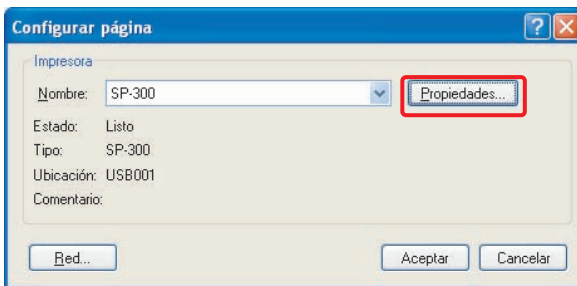 Configurar página
Impresora
Nombre: SP-300 Propiedades...
Estado: Listo
Tipo: SP-300
Ubicación: USB001
Comentario:
Red... Aceptar Cancelar